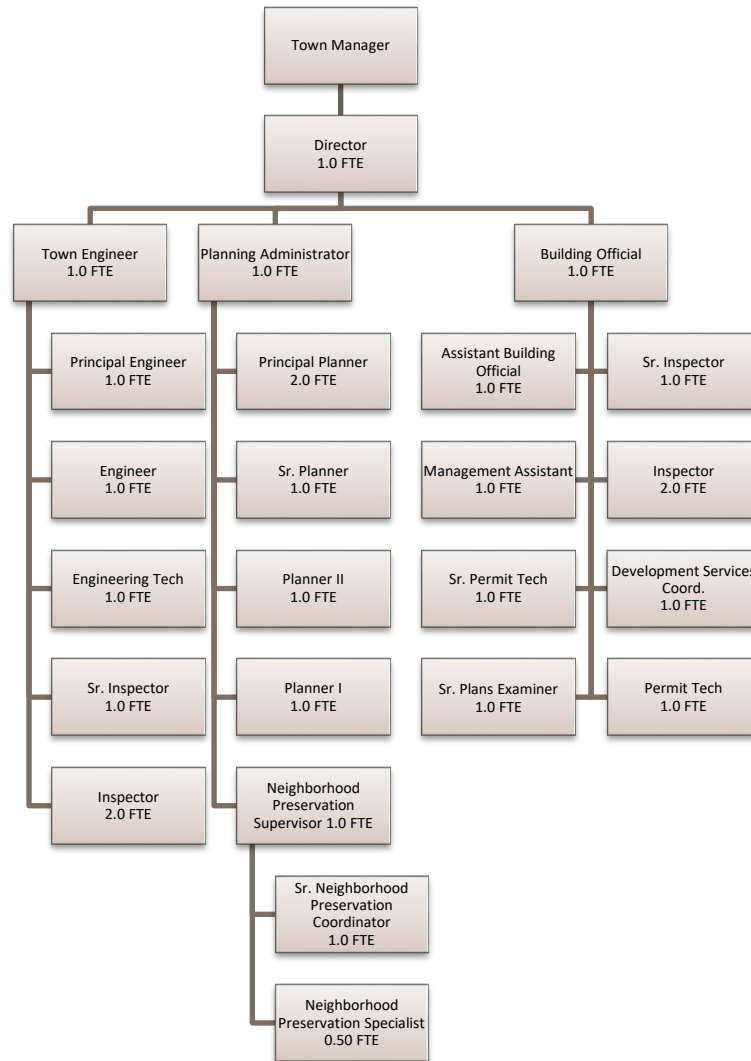 Town Manager
Director
1.0 FTE
Town Engineer
1.0 FTE
Planning Administrator
1.0 FTE
Building Official
1.0 FTE
Principal Engineer
1.0 FTE
Engineer
1.0 FTE
Engineering Tech
1.0 FTE
Sr. Inspector
1.0 FTE
Inspector
2.0 FTE
Principal Planner
2.0 FTE
Sr. Planner
1.0 FTE
Planner II
1.0 FTE
Planner I
1.0 FTE
Neighborhood
Preservation
Supervisor 1.0 FTE
Sr. Neighborhood
Preservation
Coordinator
1.0 FTE
Neighborhood
Preservation Specialist
0.50 FTE
Assistant Building
Official
1.0 FTE
Sr. Inspector
1.0 FTE
Management Assistant
1.0 FTE
Inspector
2.0 FTE
Sr. Permit Tech
1.0 FTE
Development Services
Coord.
1.0 FTE
Sr. Plans Examiner
1.0 FTE
Permit Tech
1.0 FTE